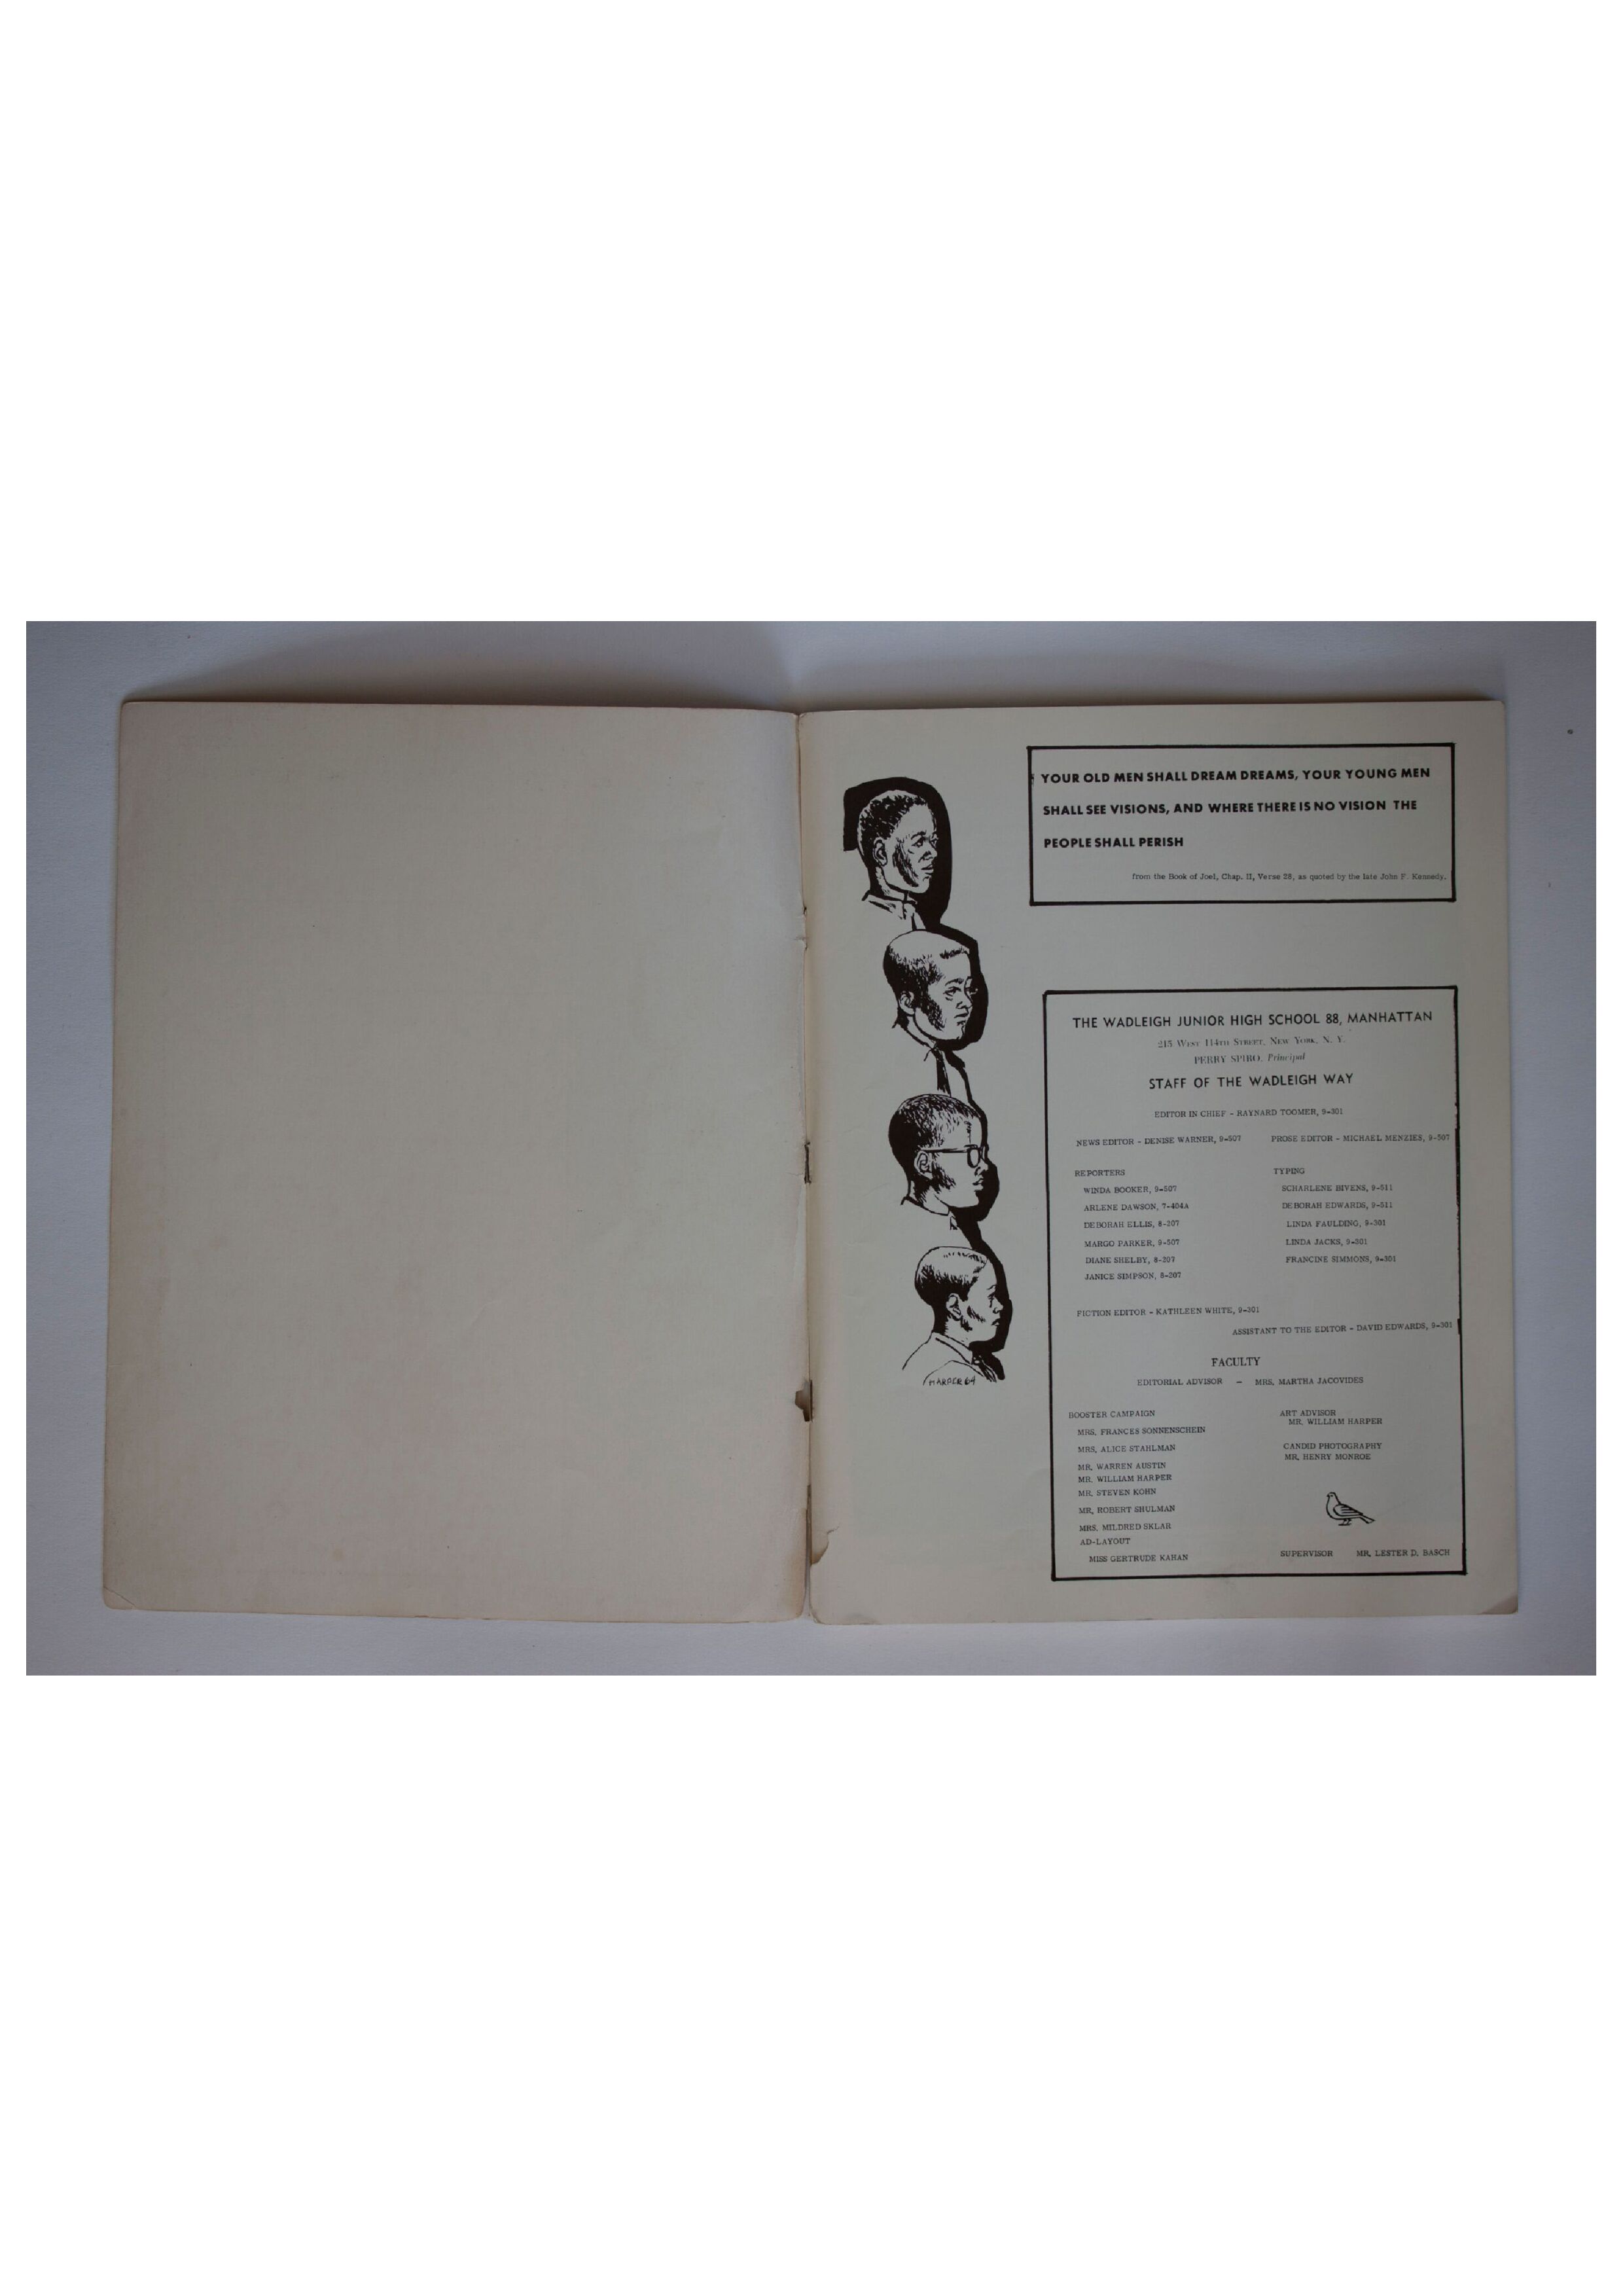 YOUR OLD MEN SHALL DREAM DREAMS, YOUR YOUNG MEN
SHALL SEE VISIONS, AND WHERE THERE IS NO VISION THE
PEOPLE SHALL PERISH
from the Book of Joel, Chap. II, Verse 28, as quoted by the late John F. Kennedy.
THE WADLEIGH JUNIOR HIGH SCHOOL 88, MANHATTAN
215 WEST 114TH STREET, NEW YORK, N. Y.
PERRY SPIRO, Principal
STAFF OF THE WADLEIGH WAY
EDITOR IN CHIEF - RAYNARD TOOMER, 9-301
NEWS EDITOR - DENISE WARNER, 9-507 PROSE EDITOR - MICHAEL MENZIES, 9-507
REPORTERS
WINDA BOOKER, 9-507
ARLENE DAWSON, 7-404A
DEBORAH ELLIS, 8-207
MARGO PARKER, 9-507
DIANE SHELBY, 8-207
JANICE SIMPSON, 8-207
TYPING
SCHARLENE BIVENS, 9-511
DEBORAH EDWARDS, 9-511
LINDA FAULDING, 9-301
LINDA JACKS, 9-301
FRANCINE SIMMONS, 9-301
FICTION EDITOR - KATHLEEN WHITE, 9-301
ASSISTANT TO THE EDITOR - DAVID EDWARDS, 9-301
FACULTY
EDITORIAL ADVISOR - MRS. MARTHA JACOVIDES
BOOSTER CAMPAIGN
MRS. FRANCES SONNENSCHEIN
MRS. ALICE STAHLMAN
MR. WARREN AUSTIN
MR. WILLIAM HARPER
MR. STEVEN KOHN
MR. ROBERT SHULMAN
MRS. MILDRED SKLAR
AD-LAYOUT
MISS GERTRUDE KAHAN
ART ADVISOR
MR. WILLIAM HARPER
CANDID PHOTOGRAPHY
MR. HENRY MONROE
SUPERVISOR MR. LESTER D. BASCH
HARPER 64